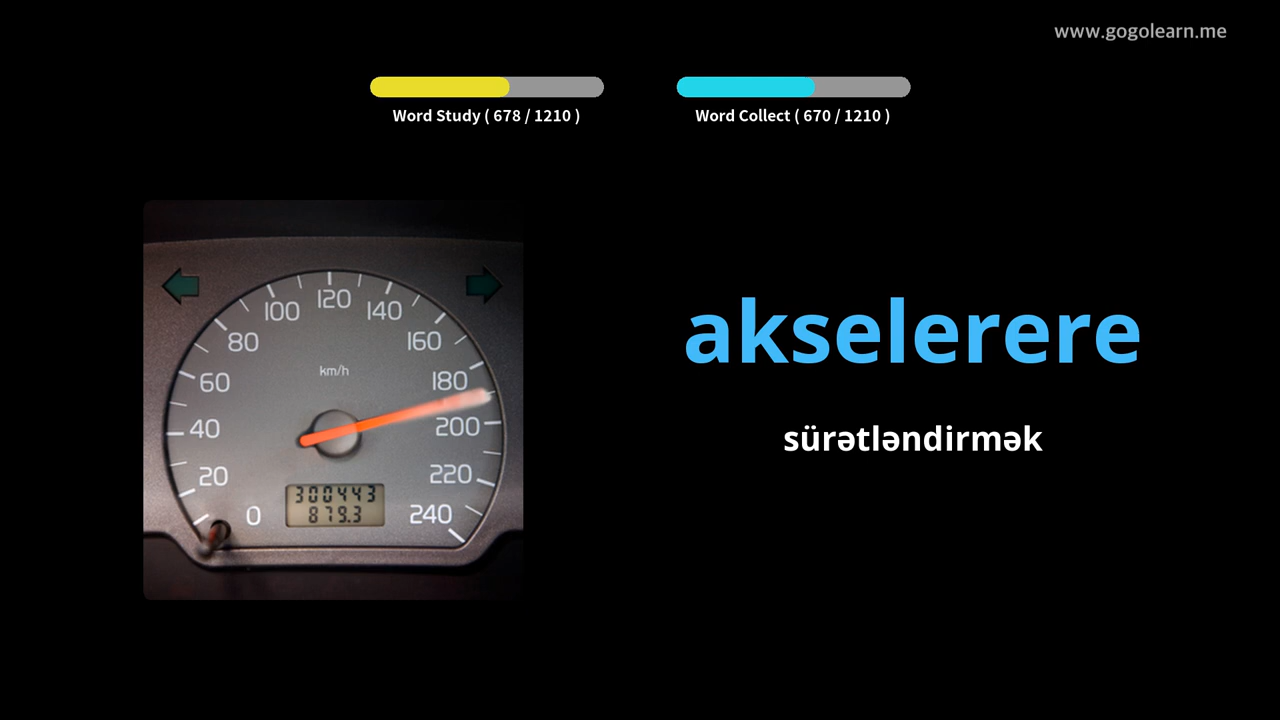 www.gogolearn.me
Word Study ( 678 / 1210 )
Word Collect ( 670 / 1210 )
akselerere
sürətləndirmək
120
100
140
80
160
km/h
60
180
40
200
20
220
0
240
300443
879.3